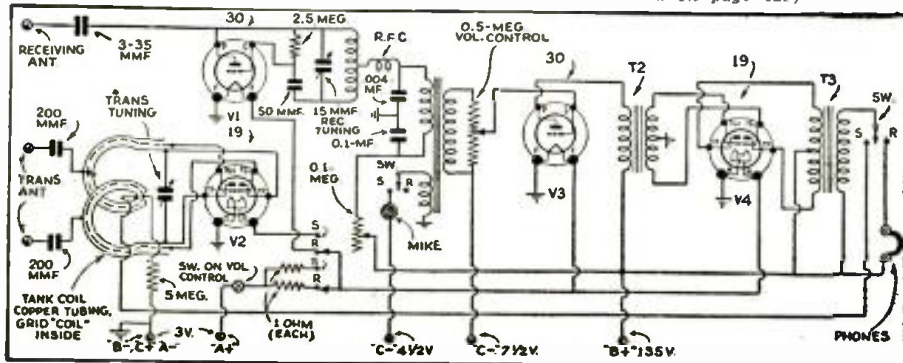 page
RECEIVING
ANT
3-35
MMF
30
V1
2.5 MEG.
50 MMF.
15 MMF
REC
TUNING
R.F.C
.004
MF
0.1-MF
0.5-MEG
VOL. CONTROL
30
V3
T2
19
V4
T3
SW.
S
R
PHONES
200
MMF
TRANS
TUNING
TRANS
ANT
200
MMF
19
V2
TANK COIL
COPPER TUBING,
GRID "COIL"
INSIDE
5 MEG.
SW. ON VOL
CONTROL
1 OHM
(EACH)
S
R
S
R
0.1-
MEG
SW.
S
R
MIKE
"B-,C+A-"
3V.
"A+"
"C-"4½V
"C-"7½V.
"B+"135V.